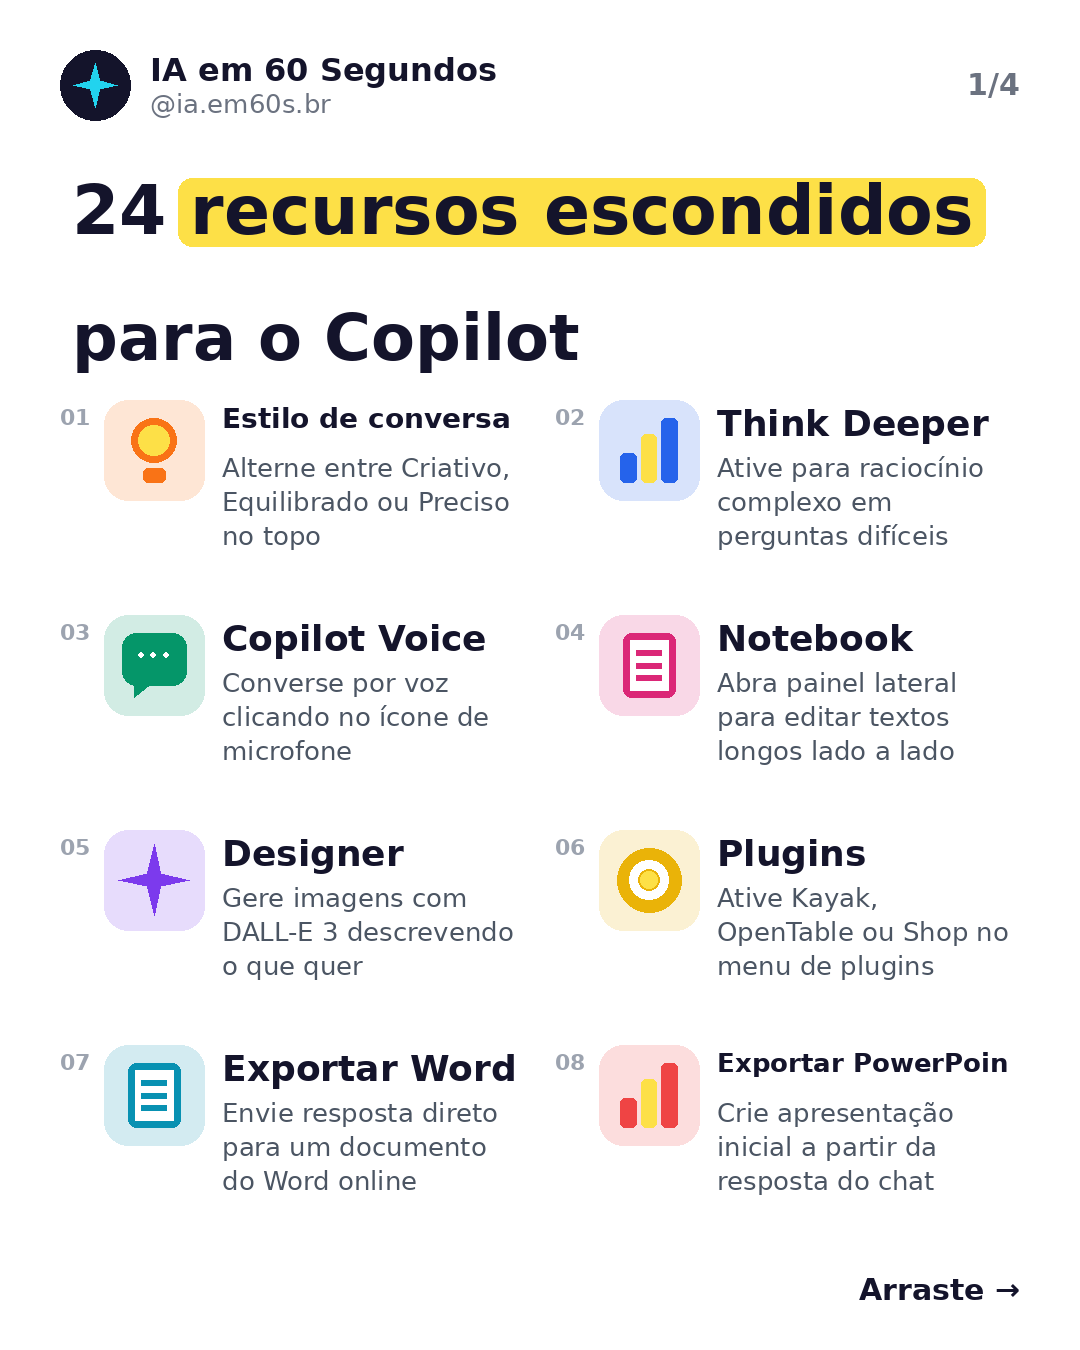 IA em 60 Segundos
@ia.em60s.br
1/4
24 recursos escondidos
para o Copilot
01
Estilo de conversa
Alterne entre Criativo,
Equilibrado ou Preciso
no topo
02
Think Deeper
Ative para raciocínio
complexo em
perguntas difíceis
03
Copilot Voice
Converse por voz
clicando no ícone de
microfone
04
Notebook
Abra painel lateral
para editar textos
longos lado a lado
05
Designer
Gere imagens com
DALL-E 3 descrevendo
o que quer
06
Plugins
Ative Kayak,
OpenTable ou Shop no
menu de plugins
07
Exportar Word
Envie resposta direto
para um documento
do Word online
08
Exportar PowerPoin
Crie apresentação
inicial a partir da
resposta do chat
Arraste →